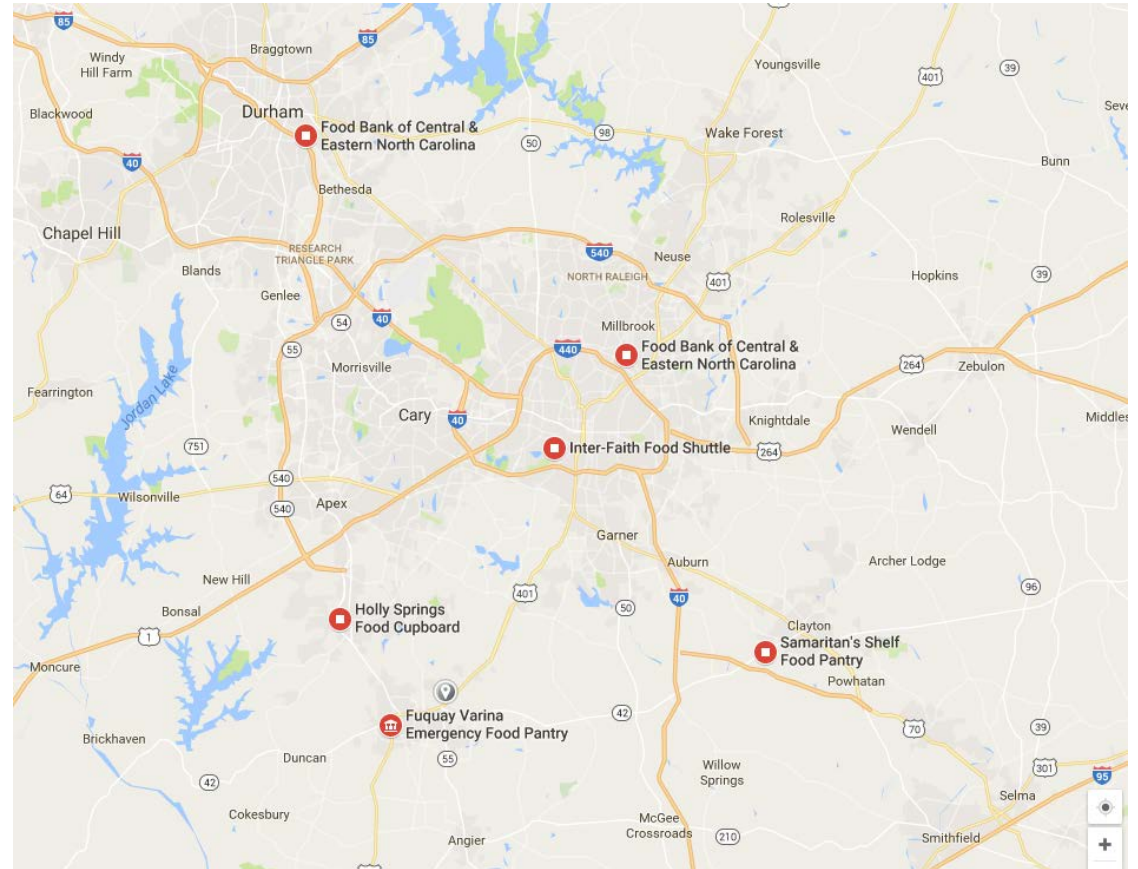 85
85
Braggtown
Windy
Hill Farm
Youngsville
39
401
Blackwood
Durham
Food Bank of Central &
Eastern North Carolina
98
50
Wake Forest
40
Bunn
Bethesda
Rolesville
Chapel Hill
RESEARCH
TRIANGLE PARK
540
Neuse
Blands
NORTH RALEIGH
401
Hopkins
39
Genlee
54
40
Millbrook
55
440
Food Bank of Central &
Eastern North Carolina
Morrisville
264
Zebulon
Fearrington
Jordan Lake
Cary
40
Knightdale
Wendell
Middles
751
Inter-Faith Food Shuttle
264
64
Wilsonville
540
540
Apex
Garner
Auburn
Archer Lodge
New Hill
401
40
50
96
Bonsal
Holly Springs
Food Cupboard
1
Clayton
Samaritan's Shelf
Food Pantry
Moncure
Powhatan
Fuquay Varina
Emergency Food Pantry
42
70
39
Brickhaven
Duncan
55
42
Willow
Springs
301
95
Selma
Cokesbury
McGee
Crossroads
210
Angier
Smithfield
+